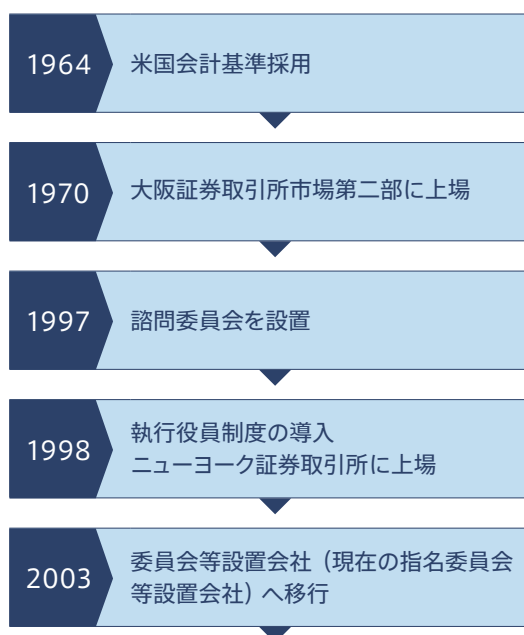 1964
米国会計基準採用
1970
大阪証券取引所市場第二部に上場
1997
諮問委員会を設置
1998
執行役員制度の導入
ニューヨーク証券取引所に上場
2003
委員会等設置会社（現在の指名委員会
等設置会社）へ移行